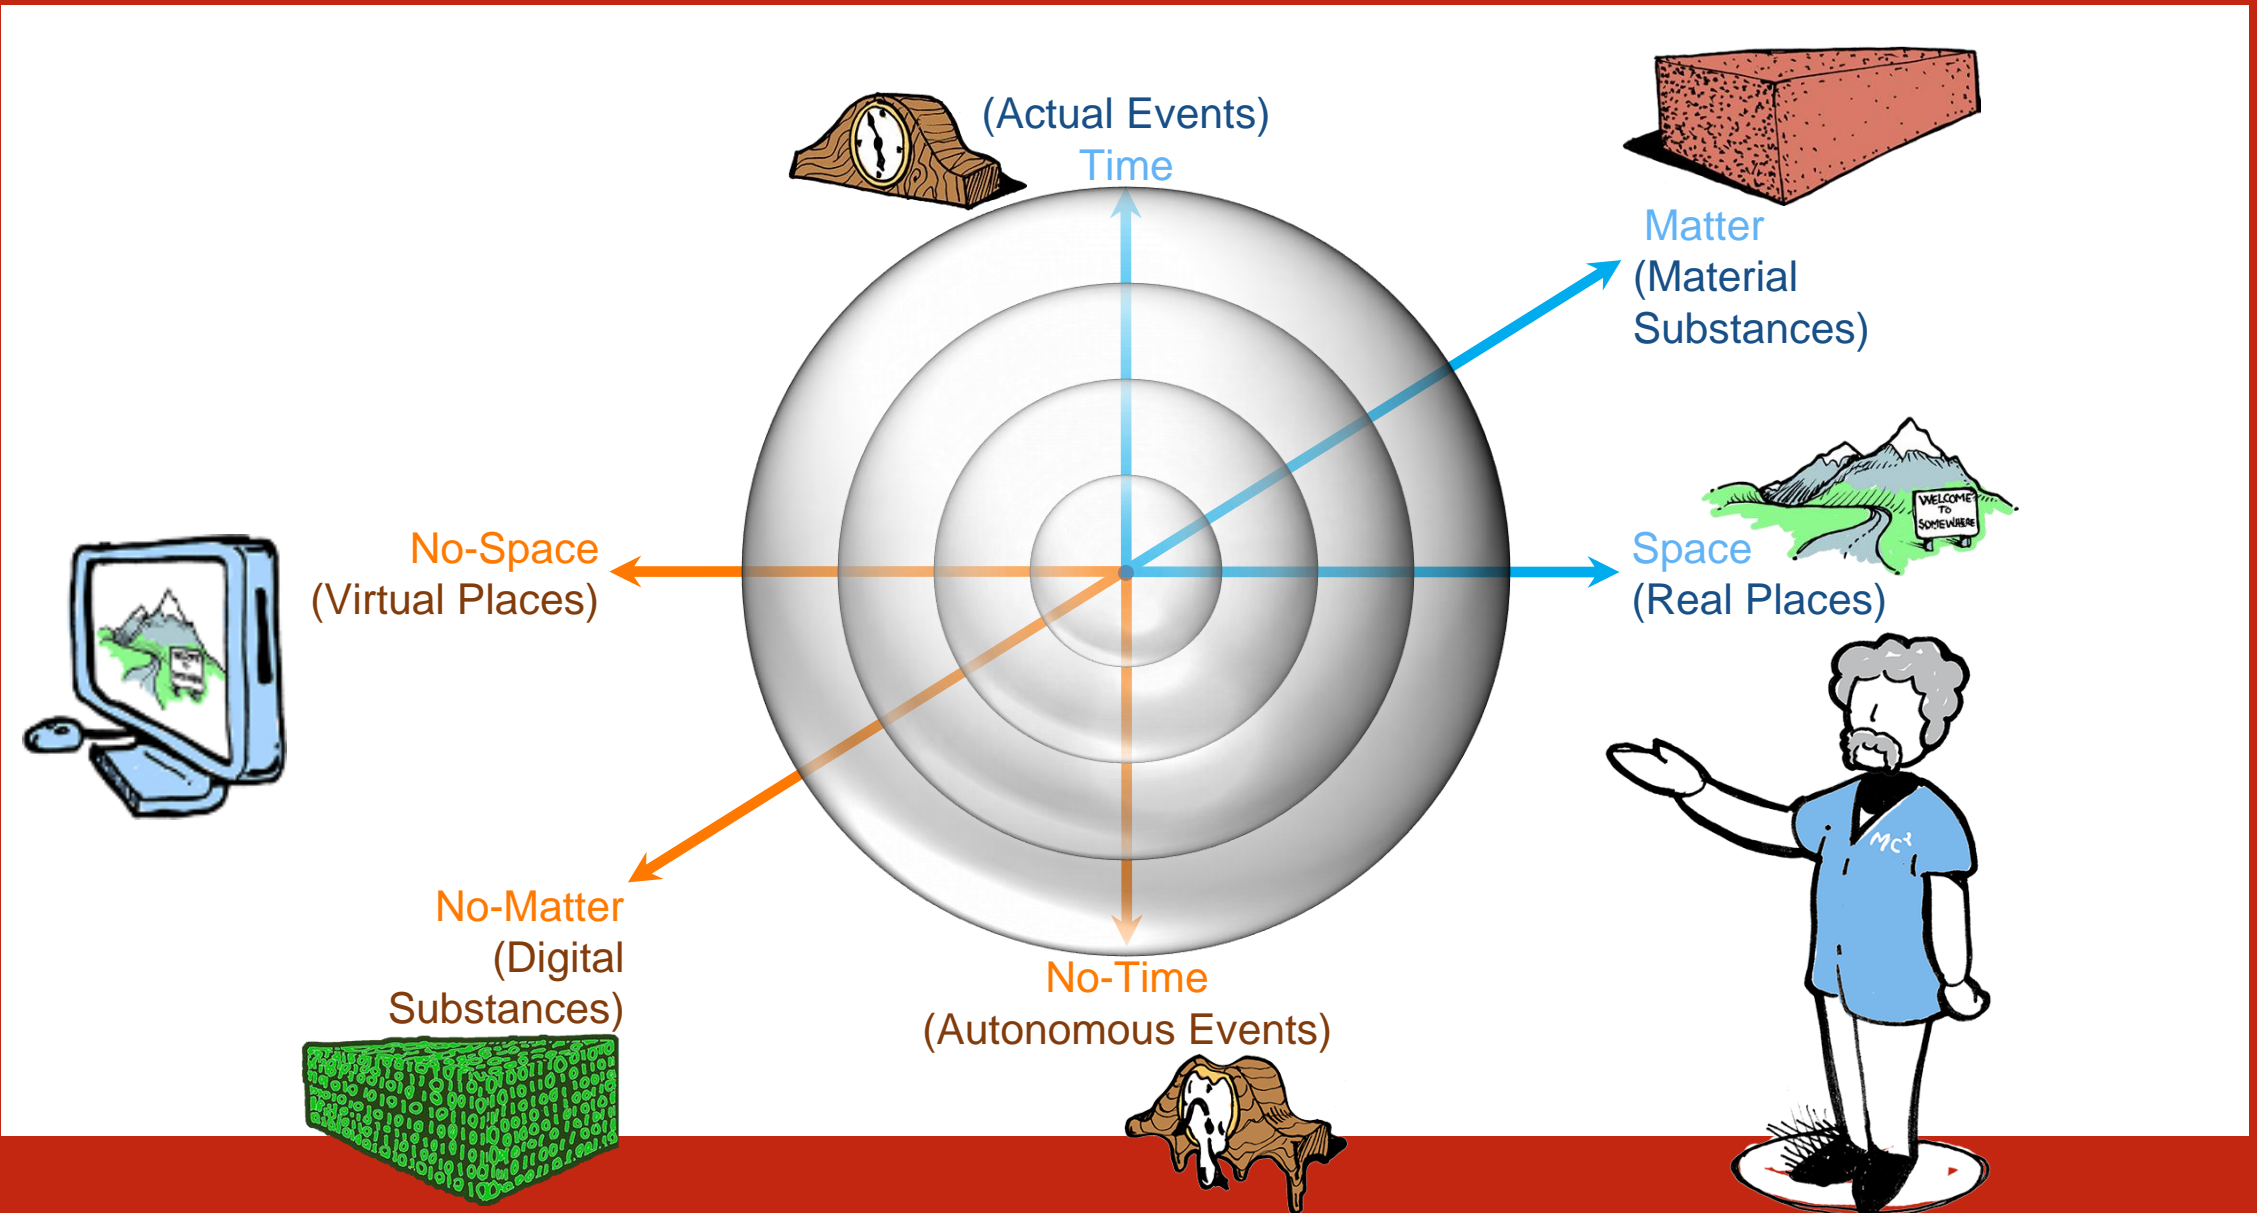 (Actual Events)
Time
Matter
(Material
Substances)
WELCOME
TO
SOMEWHERE
Space
(Real Places)
No-Space
(Virtual Places)
MC²
No-Matter
(Digital
Substances)
No-Time
(Autonomous Events)